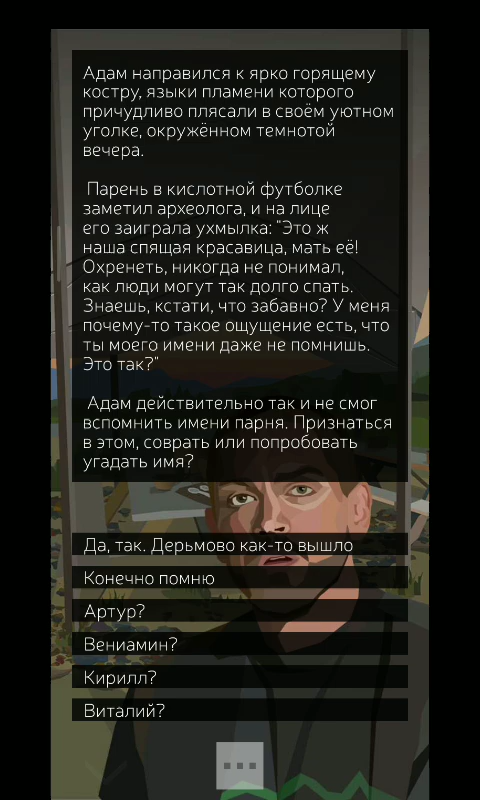 Адам направился к ярко горящему
костру, языки пламени которого
причудливо плясали в своём уютном
уголке, окружённом темнотой
вечера.
Парень в кислотной футболке
заметил археолога, и на лице
его заиграла ухмылка: "Это ж
наша спящая красавица, мать её!
Охренеть, никогда не понимал,
как люди могут так долго спать.
Знаешь, кстати, что забавно? У меня
почему-то такое ощущение есть, что
ты моего имени даже не помнишь.
Это так?"
Адам действительно так и не смог
вспомнить имени парня. Признаться
в этом, соврать или попробовать
угадать имя?
Да, так. Дерьмово как-то вышло
Конечно помню
Артур?
Вениамин?
Кирилл?
Виталий?